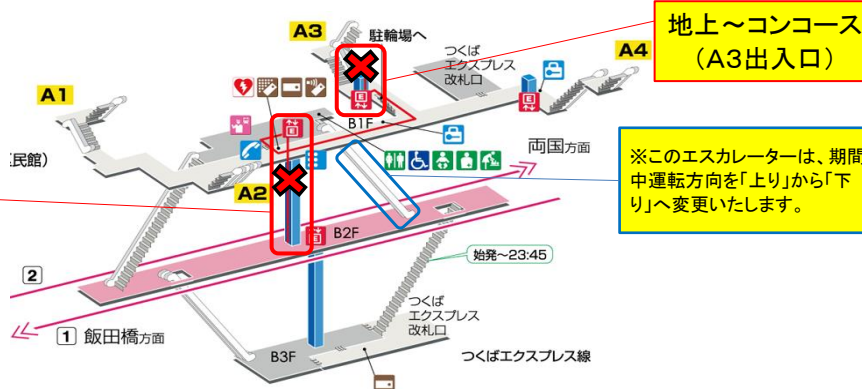 地上～コンコース
（A3出入口）
A3
駐輪場へ
つくば
エクスプレス
改札口
A4
A1
B1F
民館)
A2
両国方面
※このエスカレーターは、期間
中運転方向を「上り」から「下
り」へ変更いたします。
B2F
始発～23:45
2
1 飯田橋方面
つくば
エクスプレス
改札口
B3F
つくばエクスプレス線